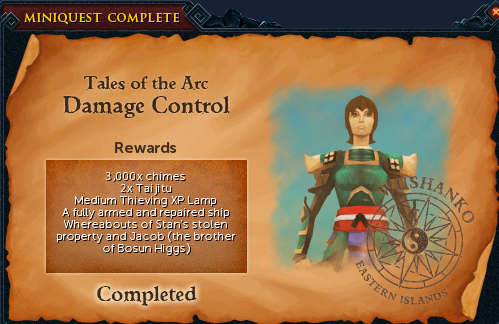 MINIQUEST COMPLETE
Tales of the Arc
Damage Control
Rewards
3,000x chimes
2x Taijitu
Medium Thieving XP Lamp
A fully armed and repaired ship
Whereabouts of Stan's stolen
property and Jacob (the brother
of Bosun Higgs)
WUSHANKO
EASTERN ISLANDS
Completed